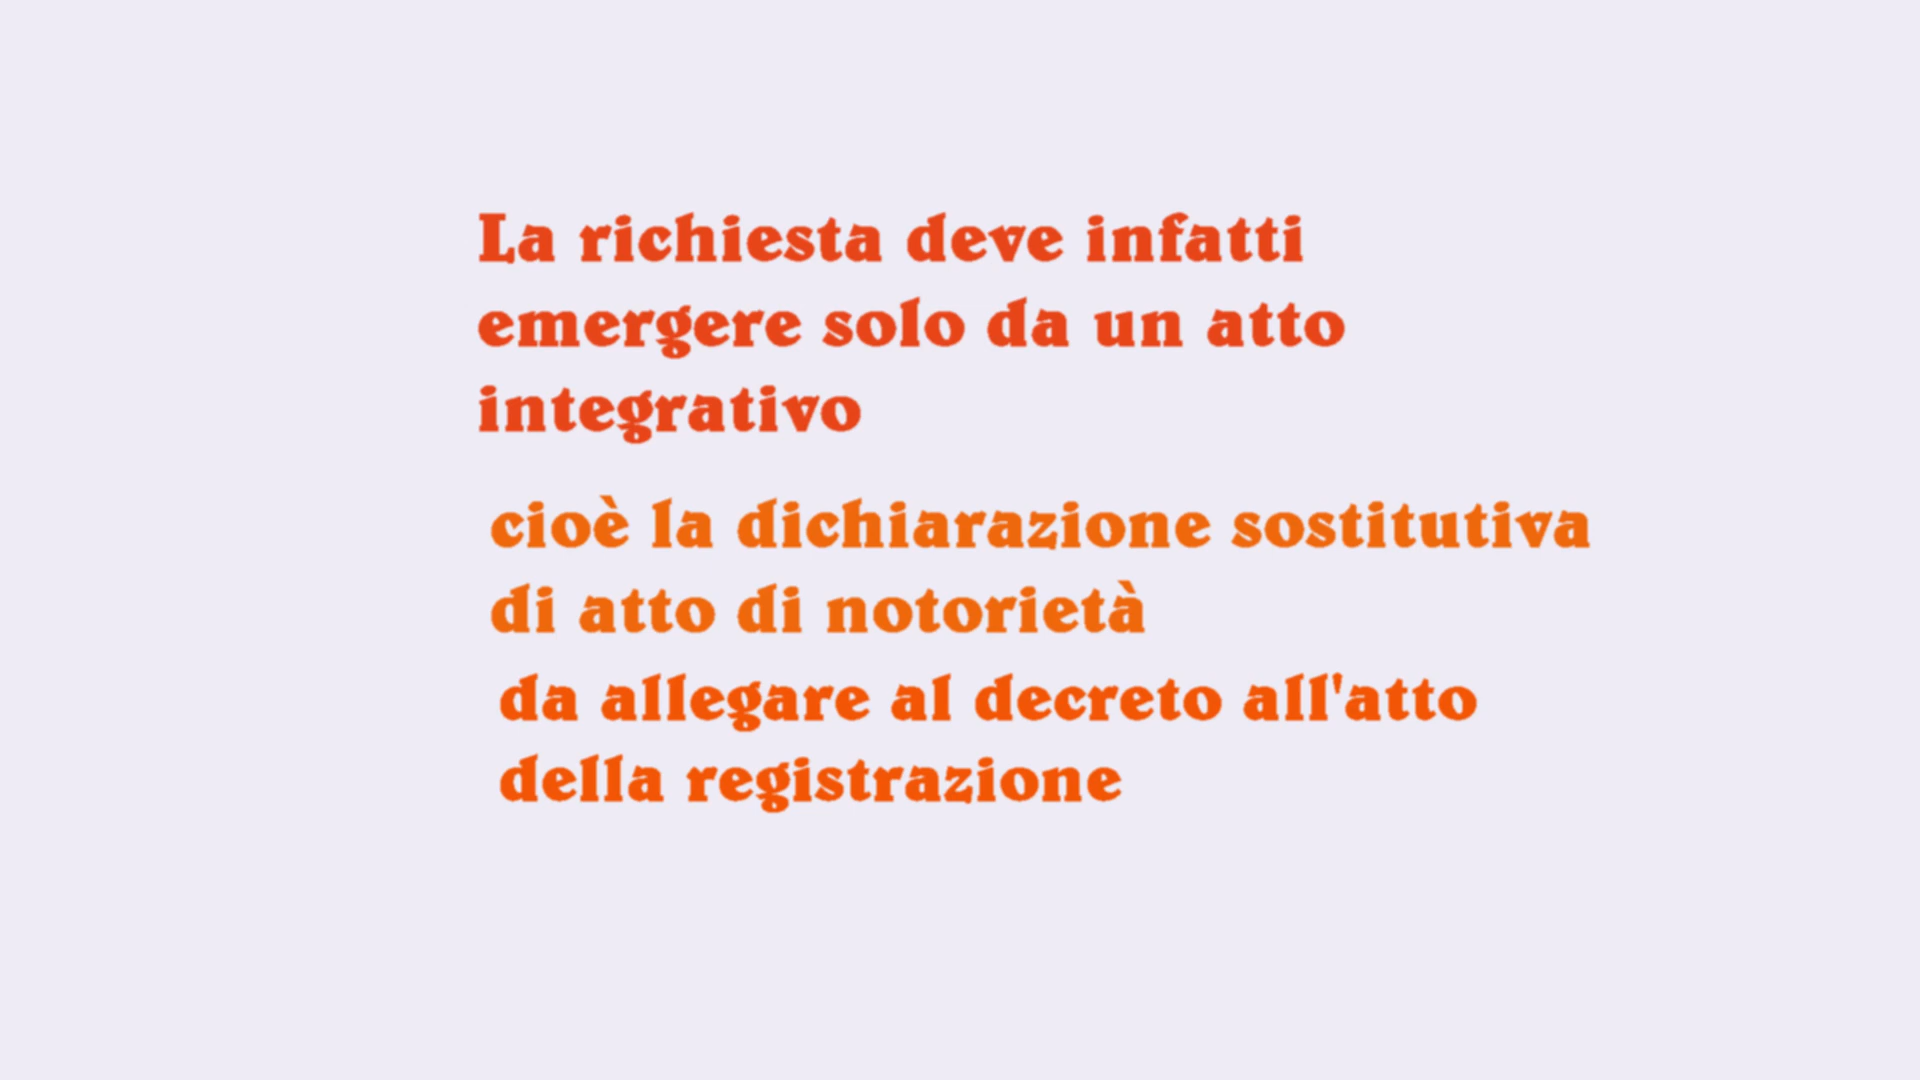 La richiesta deve infatti
emergere solo da un atto
integrativo
cioè la dichiarazione sostitutiva
di atto di notorietà
da allegare al decreto all'atto
della registrazione